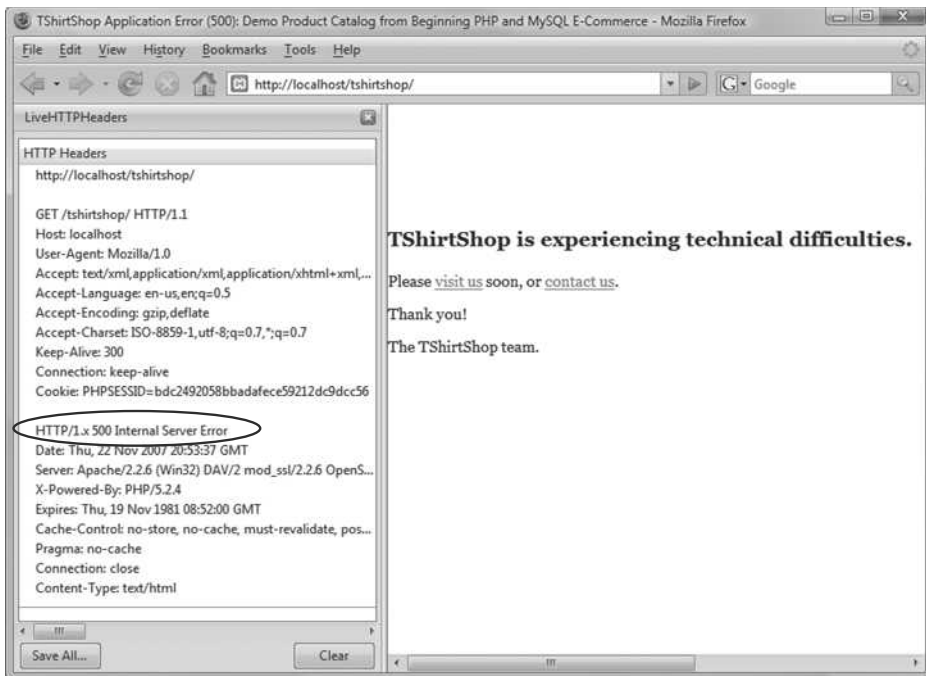 TShirtShop Application Error (500): Demo Product Catalog from Beginning PHP and MySQL E-Commerce - Mozilla Firefox
File Edit View History Bookmarks Tools Help
http://localhost/tshirtshop/
G Google
LiveHTTPHeaders
HTTP Headers
http://localhost/tshirtshop/
GET /tshirtshop/ HTTP/1.1
Host: localhost
User-Agent: Mozilla/1.0
Accept: text/xml,application/xml,application/xhtml+xml,...
Accept-Language: en-us,en;q=0.5
Accept-Encoding: gzip,deflate
Accept-Charset: ISO-8859-1,utf-8;q=0.7,*;q=0.7
Keep-Alive: 300
Connection: keep-alive
Cookie: PHPSESSID=bdc2492058bbadafece59212dc9dcc56
HTTP/1.x 500 Internal Server Error
Date: Thu, 22 Nov 2007 20:53:37 GMT
Server: Apache/2.2.6 (Win32) DAV/2 mod_ssl/2.2.6 OpenS...
X-Powered-By: PHP/5.2.4
Expires: Thu, 19 Nov 1981 08:52:00 GMT
Cache-Control: no-store, no-cache, must-revalidate, pos...
Pragma: no-cache
Connection: close
Content-Type: text/html
Save All...
Clear
TShirtShop is experiencing technical difficulties.
Please visit us soon, or contact us.
Thank you!
The TShirtShop team.